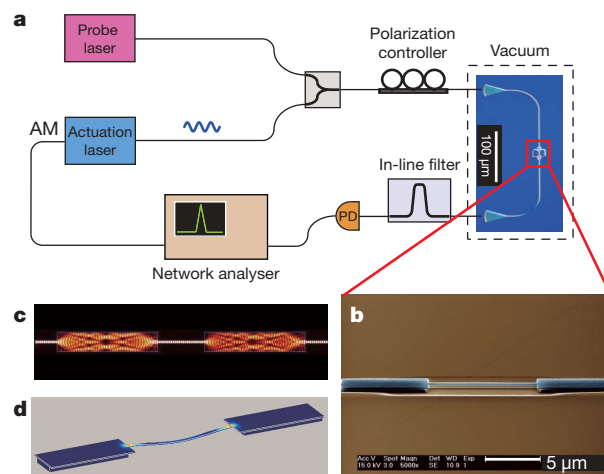 a
Probe
laser
Polarization
controller
Vacuum
AM
Actuation
laser
100 µm
In-line filter
PD
Network analyser
c
b
d
Acc.V Spot Magn Det WD Exp
15.0 kV 3.0 5000x SE 10.9 1
5 µm